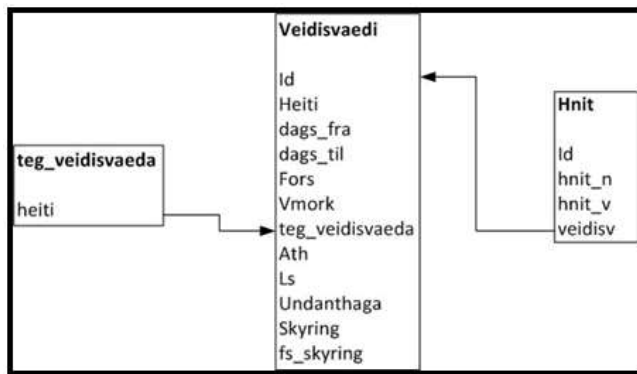 teg_veidisvaeda
heiti
Veidisvaedi
Id
Heiti
dags_fra
dags_til
Fors
Vmork
teg_veidisvaeda
Ath
Ls
Undanthaga
Skyring
fs_skyring
Hnit
Id
hnit_n
hnit_v
veidisv